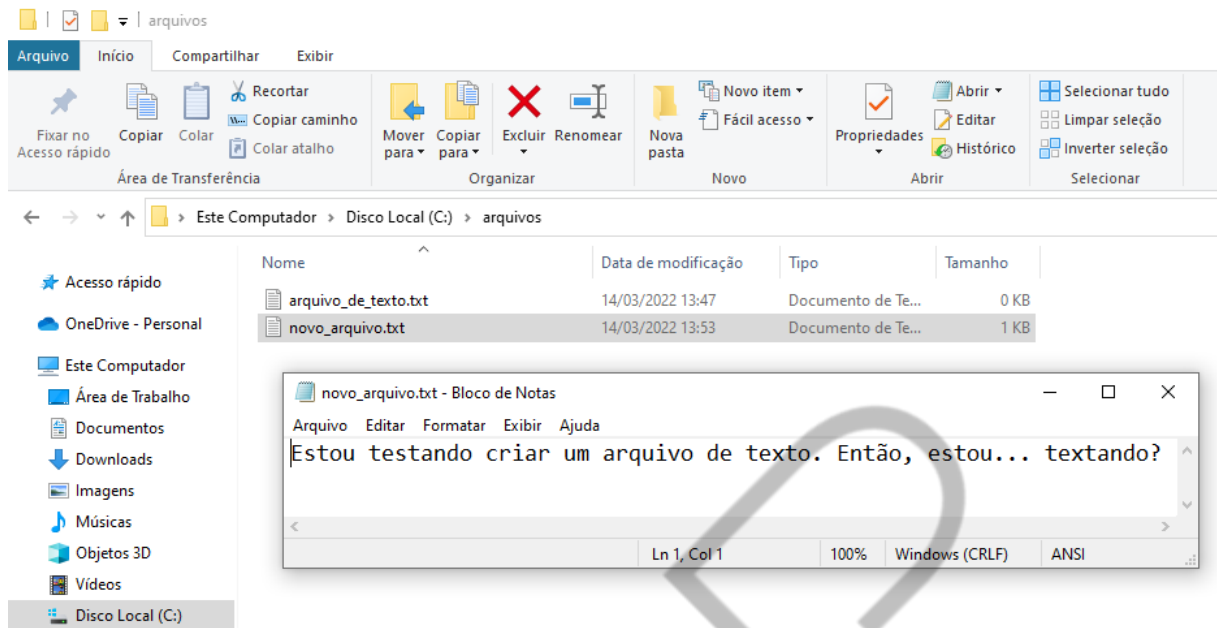 arquivos
Arquivo Início Compartilhar Exibir
Fixar no Acesso rápido
Copiar
Colar
Recortar
Copiar caminho
Colar atalho
Mover para
Copiar para
Excluir
Renomear
Nova pasta
Novo item
Fácil acesso
Propriedades
Abrir
Editar
Histórico
Selecionar tudo
Limpar seleção
Inverter seleção
Área de Transferência Organizar Novo Abrir Selecionar
Este Computador > Disco Local (C:) > arquivos
Nome Data de modificação Tipo Tamanho
arquivo_de_texto.txt 14/03/2022 13:47 Documento de Te... 0 KB
novo_arquivo.txt 14/03/2022 13:53 Documento de Te... 1 KB
Acesso rápido
OneDrive - Personal
Este Computador
Área de Trabalho
Documentos
Downloads
Imagens
Músicas
Objetos 3D
Vídeos
Disco Local (C:)
novo_arquivo.txt - Bloco de Notas
Arquivo Editar Formatar Exibir Ajuda
Estou testando criar um arquivo de texto. Então, estou... textando?
Ln 1, Col 1 100% Windows (CRLF) ANSI